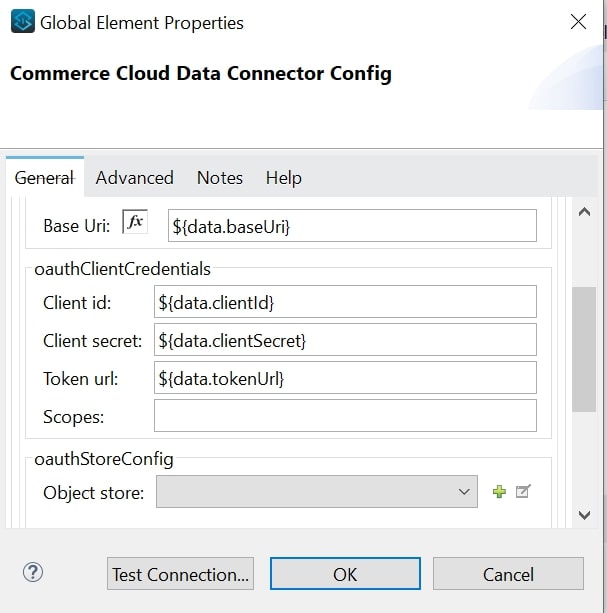 Global Element Properties
Commerce Cloud Data Connector Config
General Advanced Notes Help
Base Uri: fx ${data.baseUri}
oauthClientCredentials
Client id: ${data.clientId}
Client secret: ${data.clientSecret}
Token url: ${data.tokenUrl}
Scopes:
oauthStoreConfig
Object store:
? Test Connection... OK Cancel